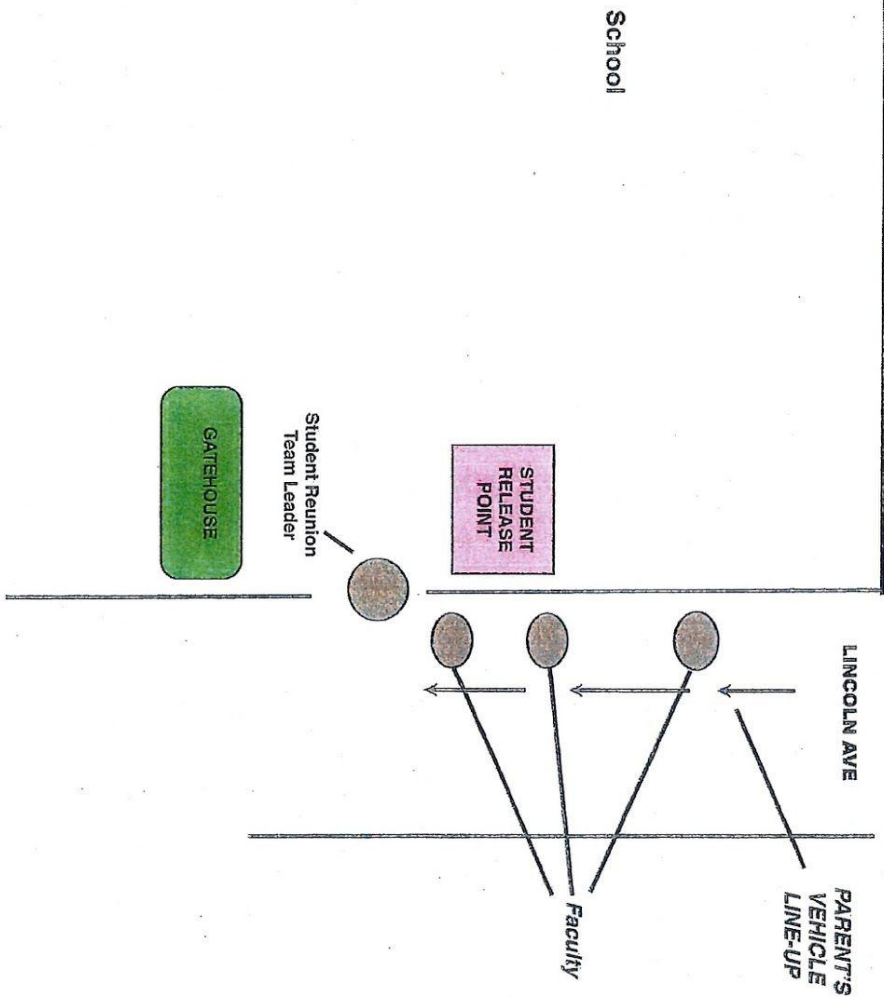 School
LINCOLN AVE
PARENT'S
VEHICLE
LINE-UP
STUDENT
RELEASE
POINT
Faculty
Student Reunion
Team Leader
GATEHOUSE